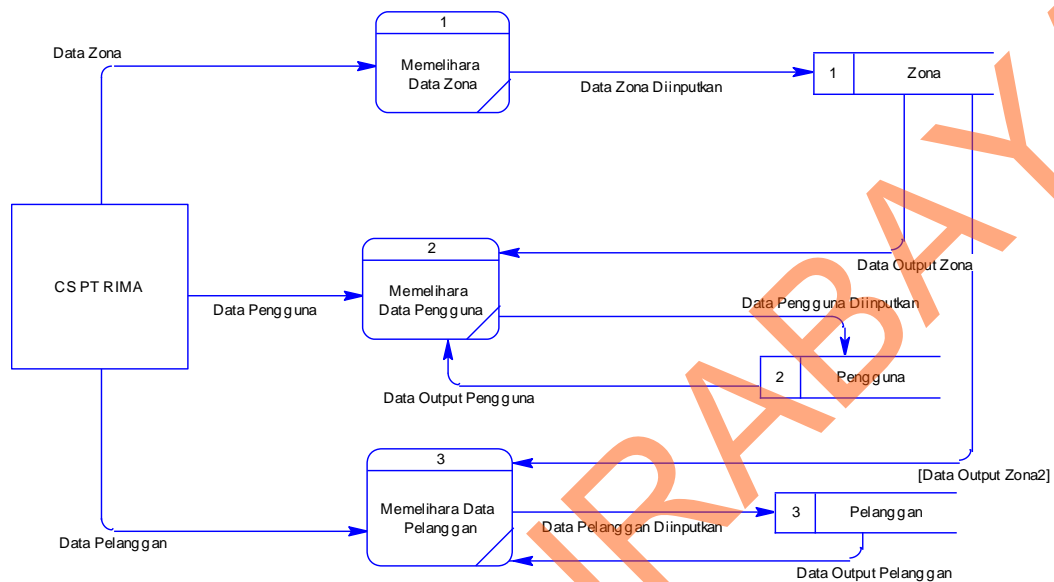 1
Memelihara
Data Zona
Data Zona
Data Zona Diinputkan
1
Zona
CS PT RIMA
Data Pengguna
2
Memelihara
Data Pengguna
Data Output Zona
Data Pengguna Diinputkan
2
Pengguna
Data Output Pengguna
3
Memelihara Data
Pelanggan
Data Pelanggan
[Data Output Zona2]
Data Pelanggan Diinputkan
3
Pelanggan
Data Output Pelanggan
IRABAY